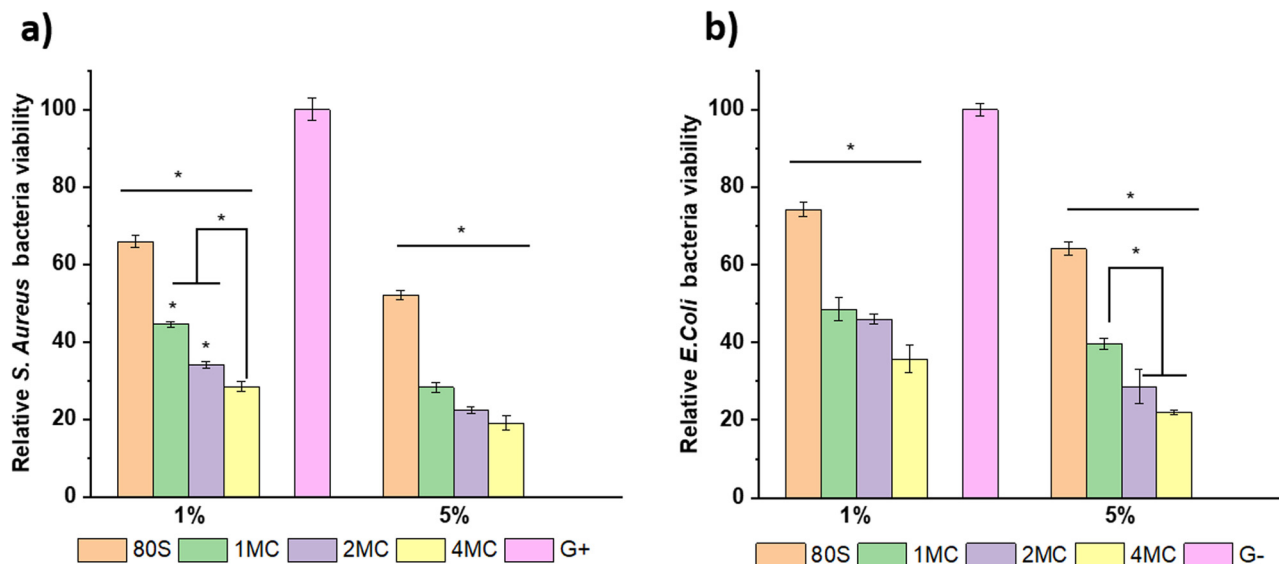 a)
Relative S. Aureus bacteria viability
100
80
60
40
20
0
*
*
*
*
*
1%
5%
80S
1MC
2MC
4MC
G+
b)
Relative E.Coli bacteria viability
100
80
60
40
20
0
*
*
*
1%
5%
80S
1MC
2MC
4MC
G-